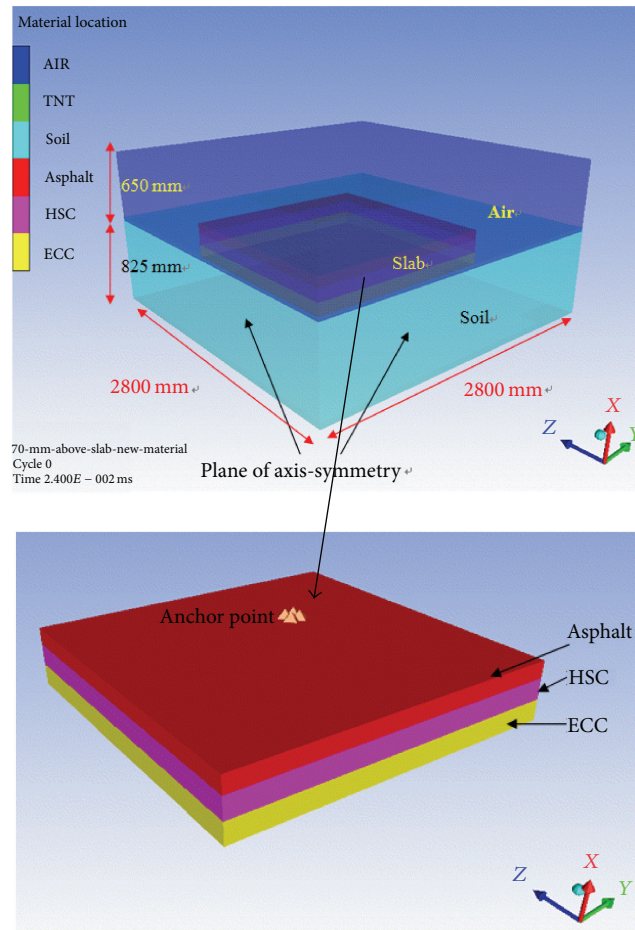 Material location
AIR
TNT
Soil
Asphalt
HSC
ECC
650 mm
825 mm
Air
Slab
Soil
2800 mm
2800 mm
Plane of axis-symmetry
70-mm-above-slab-new-material
Cycle 0
Time 2.400E − 002 ms
X
Z
Y
Anchor point
Asphalt
HSC
ECC
X
Z
Y